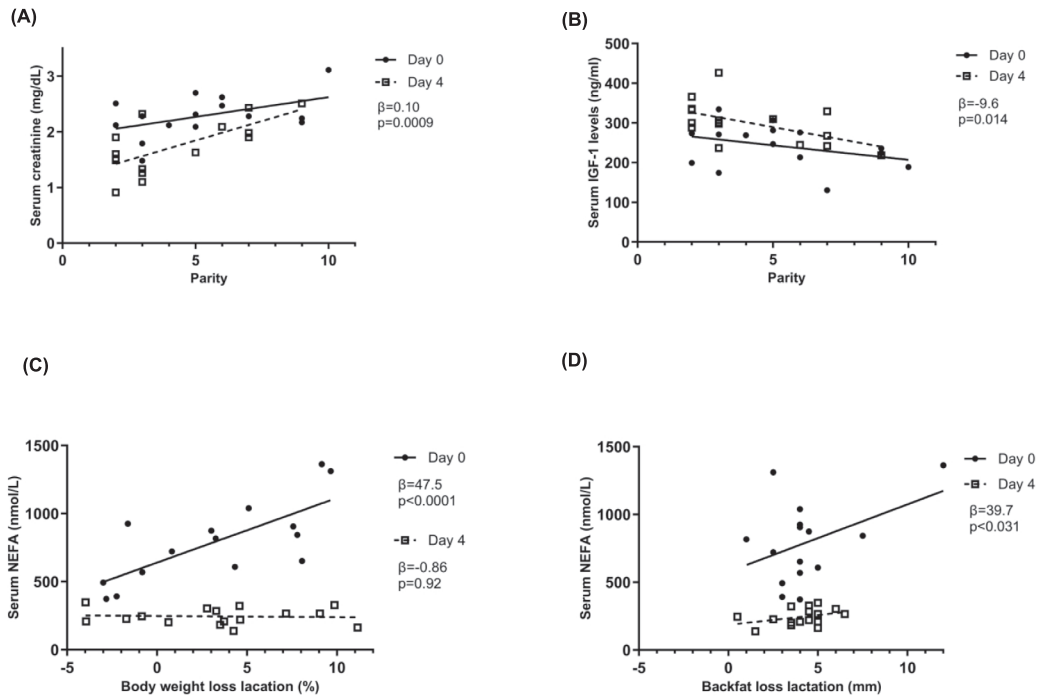 (A)
Serum creatinine (mg/dL)
3
2
1
0
0
5
10
Parity
Day 0
Day 4
β=0.10
p=0.0009
(B)
Serum IGF-1 levels (ng/ml)
500
400
300
200
100
0
0
5
10
Parity
Day 0
Day 4
β=-9.6
p=0.014
(C)
Serum NEFA (nmol/L)
1500
1000
500
0
-5
0
5
10
Body weight loss lacation (%)
Day 0
β=47.5
p<0.0001
Day 4
β=-0.86
p=0.92
(D)
Serum NEFA (nmol/L)
1500
1000
500
0
-5
0
5
10
Backfat loss lactation (mm)
Day 0
Day 4
β=39.7
p<0.031